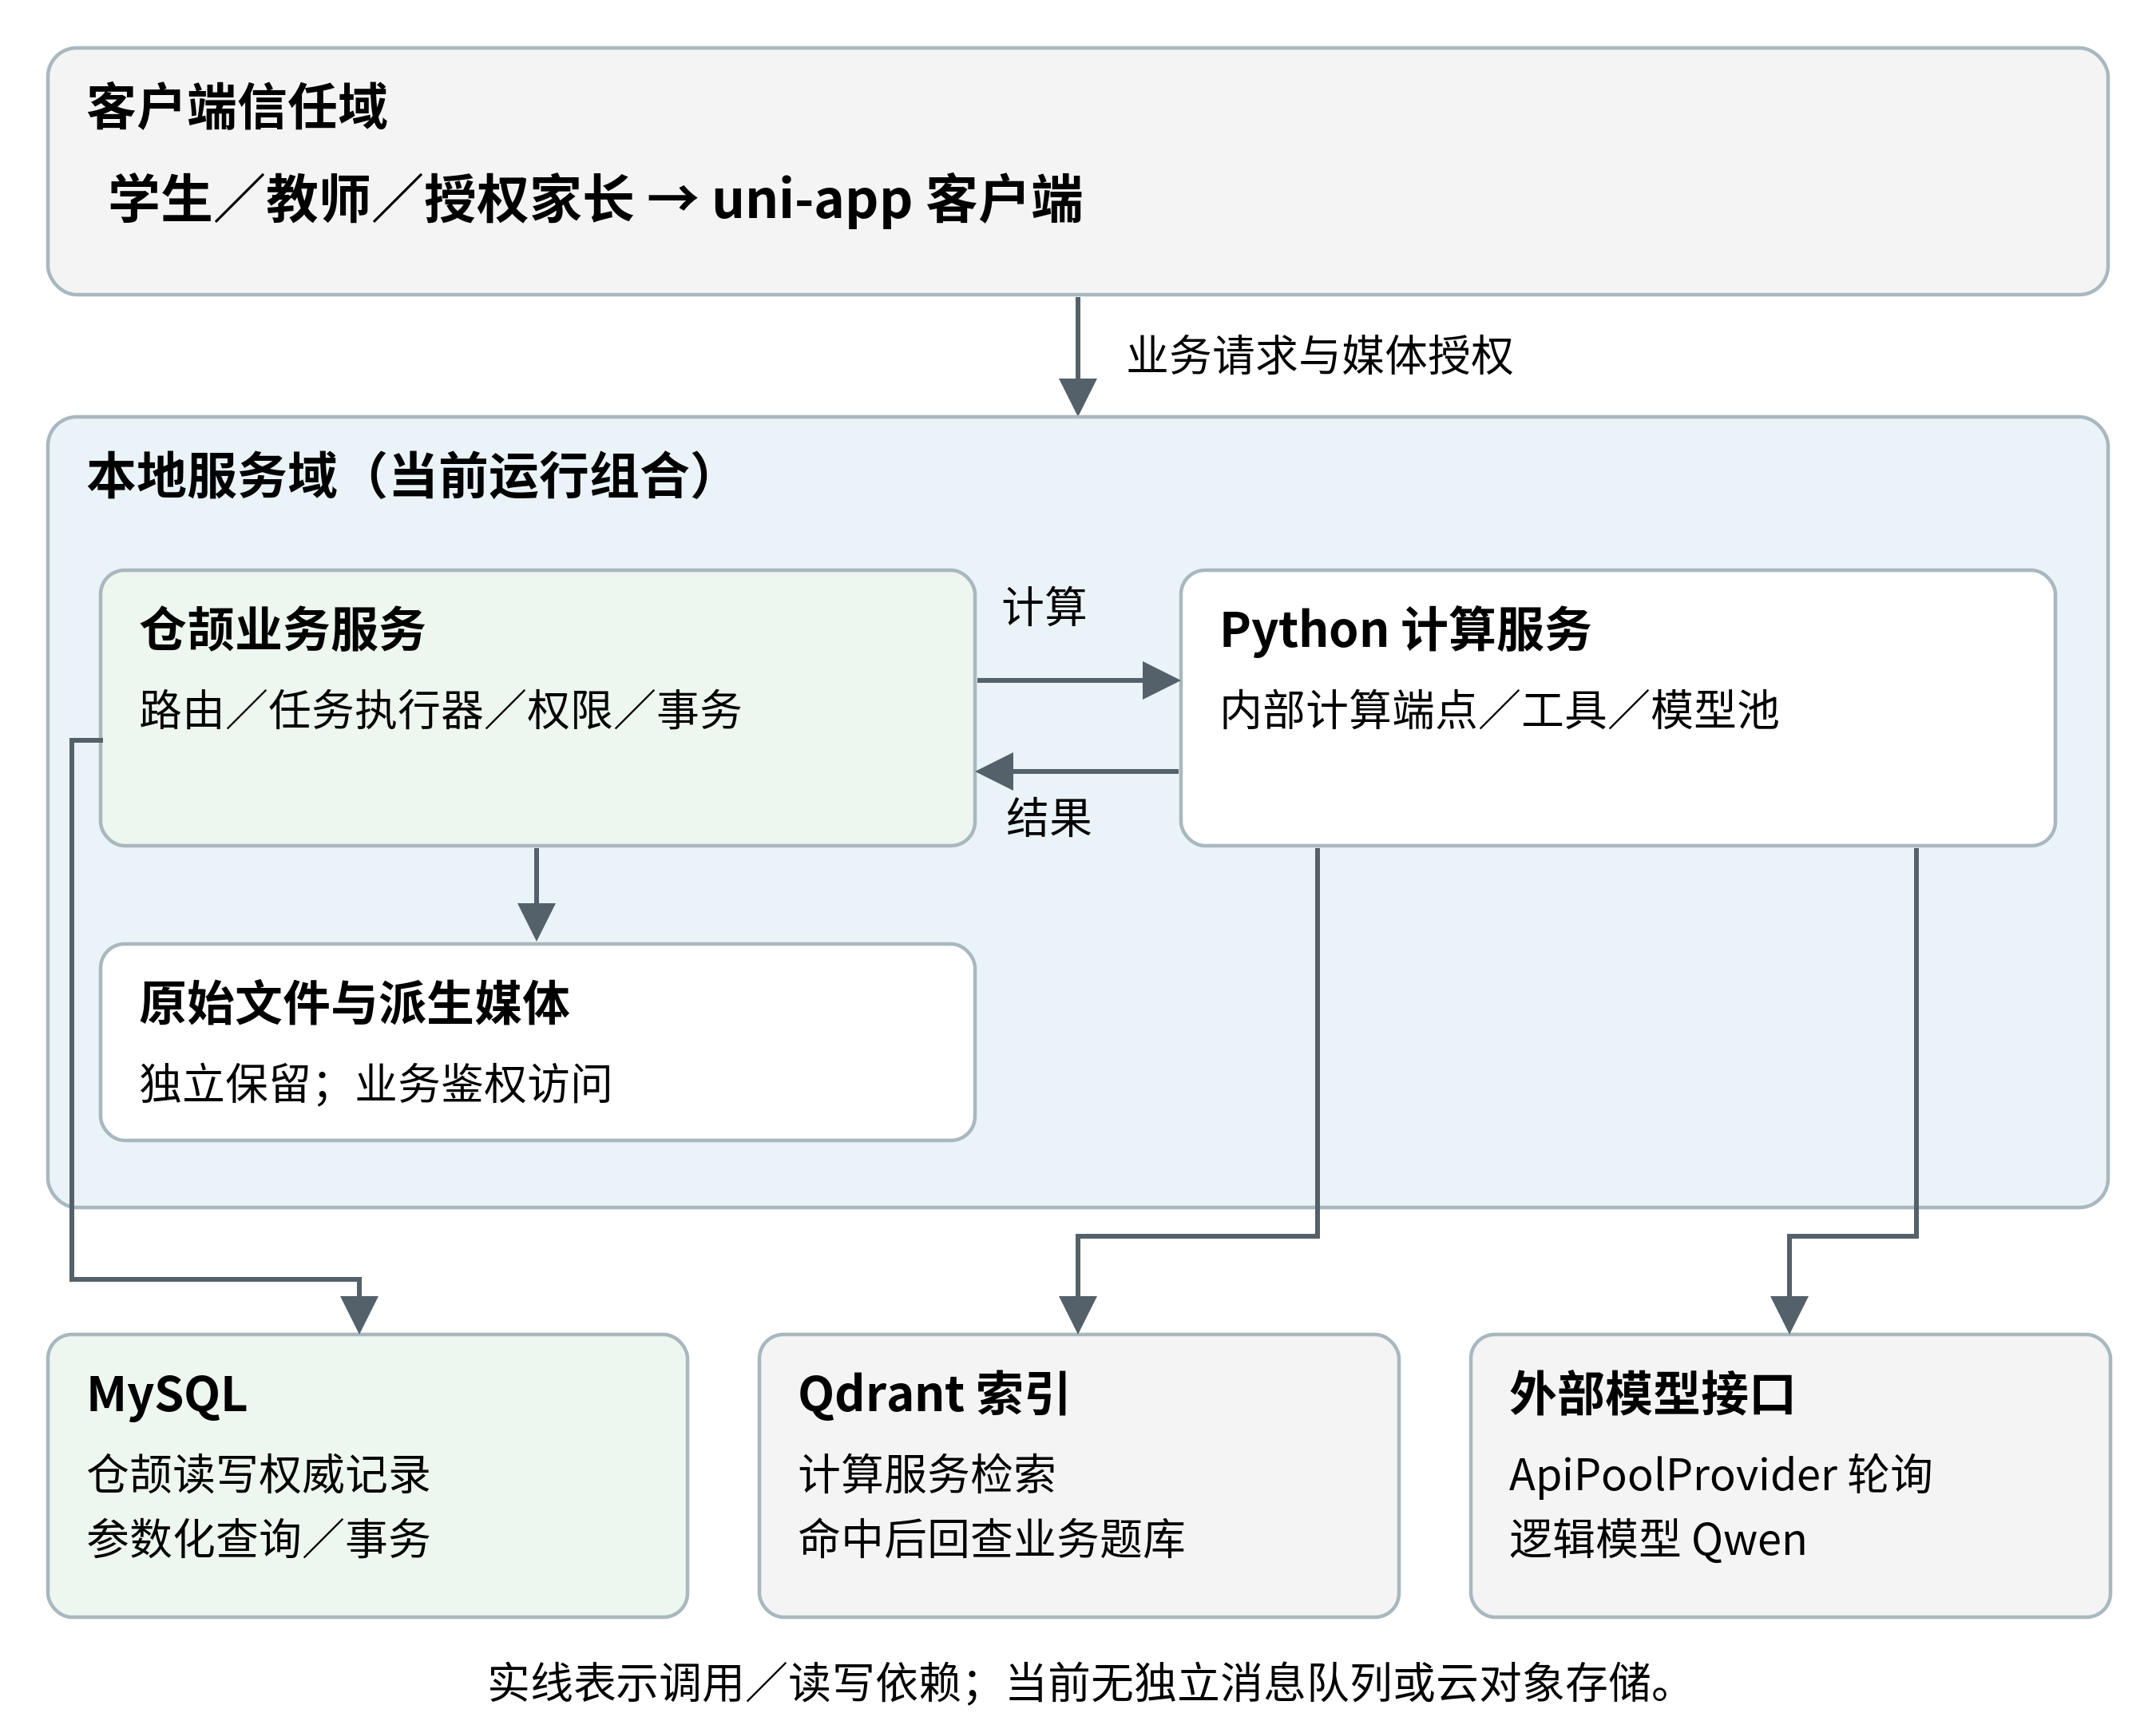 客户端信任域
学生／教师／授权家长 → uni-app 客户端
业务请求与媒体授权
本地服务域（当前运行组合）
仓颉业务服务
路由／任务执行器／权限／事务
计算
结果
Python 计算服务
内部计算端点／工具／模型池
原始文件与派生媒体
独立保留；业务鉴权访问
MySQL
仓颉读写权威记录
参数化查询／事务
Qdrant 索引
计算服务检索
命中后回查业务题库
外部模型接口
ApiPoolProvider 轮询
逻辑模型 Qwen
实线表示调用／读写依赖；当前无独立消息队列或云对象存储。